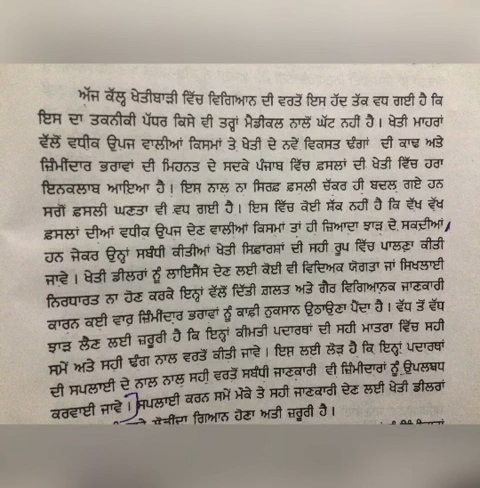 ਅੱਜ ਕੱਲ੍ਹ ਖੇਤੀਬਾੜੀ ਵਿੱਚ ਵਿਗਿਆਨ ਦੀ ਵਰਤੋਂ ਇਸ ਹੱਦ ਤੱਕ ਵਧ ਗਈ ਹੈ ਕਿ
ਇਸ ਦਾ ਤਕਨੀਕੀ ਪੱਧਰ ਕਿਸੇ ਵੀ ਤਰ੍ਹਾਂ ਮੈਡੀਕਲ ਨਾਲੋਂ ਘੱਟ ਨਹੀਂ ਹੈ। ਖੇਤੀ ਮਾਹਰਾਂ
ਵੱਲੋਂ ਵਧੀਕ ਉਪਜ ਵਾਲੀਆਂ ਕਿਸਮਾਂ ਤੇ ਖੇਤੀ ਦੇ ਨਵੇਂ ਵਿਕਸਤ ਢੰਗਾਂ ਦੀ ਕਾਢ ਅਤੇ
ਜ਼ਿੰਮੀਂਦਾਰ ਭਰਾਵਾਂ ਦੀ ਮਿਹਨਤ ਦੇ ਸਦਕੇ ਪੰਜਾਬ ਵਿੱਚ ਫ਼ਸਲਾਂ ਦੀ ਖੇਤੀ ਵਿੱਚ ਹਰਾ
ਇਨਕਲਾਬ ਆਇਆ ਹੈ। ਇਸ ਨਾਲ ਨਾ ਸਿਰਫ਼ ਫ਼ਸਲੀ ਚੱਕਰ ਹੀ ਬਦਲ ਗਏ ਹਨ
ਸਗੋਂ ਫ਼ਸਲੀ ਘਣਤਾ ਵੀ ਵਧ ਗਈ ਹੈ। ਇਸ ਵਿੱਚ ਕੋਈ ਸ਼ੱਕ ਨਹੀਂ ਹੈ ਕਿ ਵੱਖ ਵੱਖ
ਫ਼ਸਲਾਂ ਦੀਆਂ ਵਧੀਕ ਉਪਜ ਦੇਣ ਵਾਲੀਆਂ ਕਿਸਮਾਂ ਤਾਂ ਹੀ ਜ਼ਿਆਦਾ ਝਾੜ ਦੇ ਸਕਦੀਆਂ
ਹਨ ਜੇਕਰ ਉਨ੍ਹਾਂ ਸਬੰਧੀ ਕੀਤੀਆਂ ਖੇਤੀ ਸਿਫ਼ਾਰਸ਼ਾਂ ਦੀ ਸਹੀ ਰੂਪ ਵਿੱਚ ਪਾਲਣਾ ਕੀਤੀ
ਜਾਵੇ। ਖੇਤੀ ਡੀਲਰਾਂ ਨੂੰ ਲਾਇਸੈਂਸ ਦੇਣ ਲਈ ਕੋਈ ਵੀ ਵਿਦਿਅਕ ਯੋਗਤਾ ਜਾਂ ਸਿਖਲਾਈ
ਨਿਰਧਾਰਤ ਨਾ ਹੋਣ ਕਰਕੇ ਇਨ੍ਹਾਂ ਵੱਲੋਂ ਦਿੱਤੀ ਗ਼ਲਤ ਅਤੇ ਗੈਰ ਵਿਗਿਆਨਕ ਜਾਣਕਾਰੀ
ਕਾਰਨ ਕਈ ਵਾਰ ਜ਼ਿੰਮੀਦਾਰ ਭਰਾਵਾਂ ਨੂੰ ਕਾਫ਼ੀ ਨੁਕਸਾਨ ਉਠਾਉਣਾ ਪੈਂਦਾ ਹੈ। ਵੱਧ ਤੋਂ ਵੱਧ
ਝਾੜ ਲੈਣ ਲਈ ਜ਼ਰੂਰੀ ਹੈ ਕਿ ਇਨ੍ਹਾਂ ਕੀਮਤੀ ਪਦਾਰਥਾਂ ਦੀ ਸਹੀ ਮਾਤਰਾ ਵਿੱਚ ਸਹੀ
ਸਮੇਂ ਅਤੇ ਸਹੀ ਢੰਗ ਨਾਲ ਵਰਤੋਂ ਕੀਤੀ ਜਾਵੇ। ਇਸ ਲਈ ਲੋੜ ਹੈ ਕਿ ਇਨ੍ਹਾਂ ਪਦਾਰਥਾਂ
ਦੀ ਸਪਲਾਈ ਦੇ ਨਾਲ ਨਾਲ ਸਹੀ ਵਰਤੋਂ ਸਬੰਧੀ ਜਾਣਕਾਰੀ ਵੀ ਜ਼ਿੰਮੀਂਦਾਰਾਂ ਨੂੰ ਉਪਲਬਧ
ਕਰਵਾਈ ਜਾਵੇ। ਸਪਲਾਈ ਕਰਨ ਸਮੇਂ ਮੌਕੇ ਤੇ ਸਹੀ ਜਾਣਕਾਰੀ ਦੇਣ ਲਈ ਖੇਤੀ ਡੀਲਰਾਂ
ਗਿਆਨ ਹੋਣਾ ਅਤੀ ਜ਼ਰੂਰੀ ਹੈ।